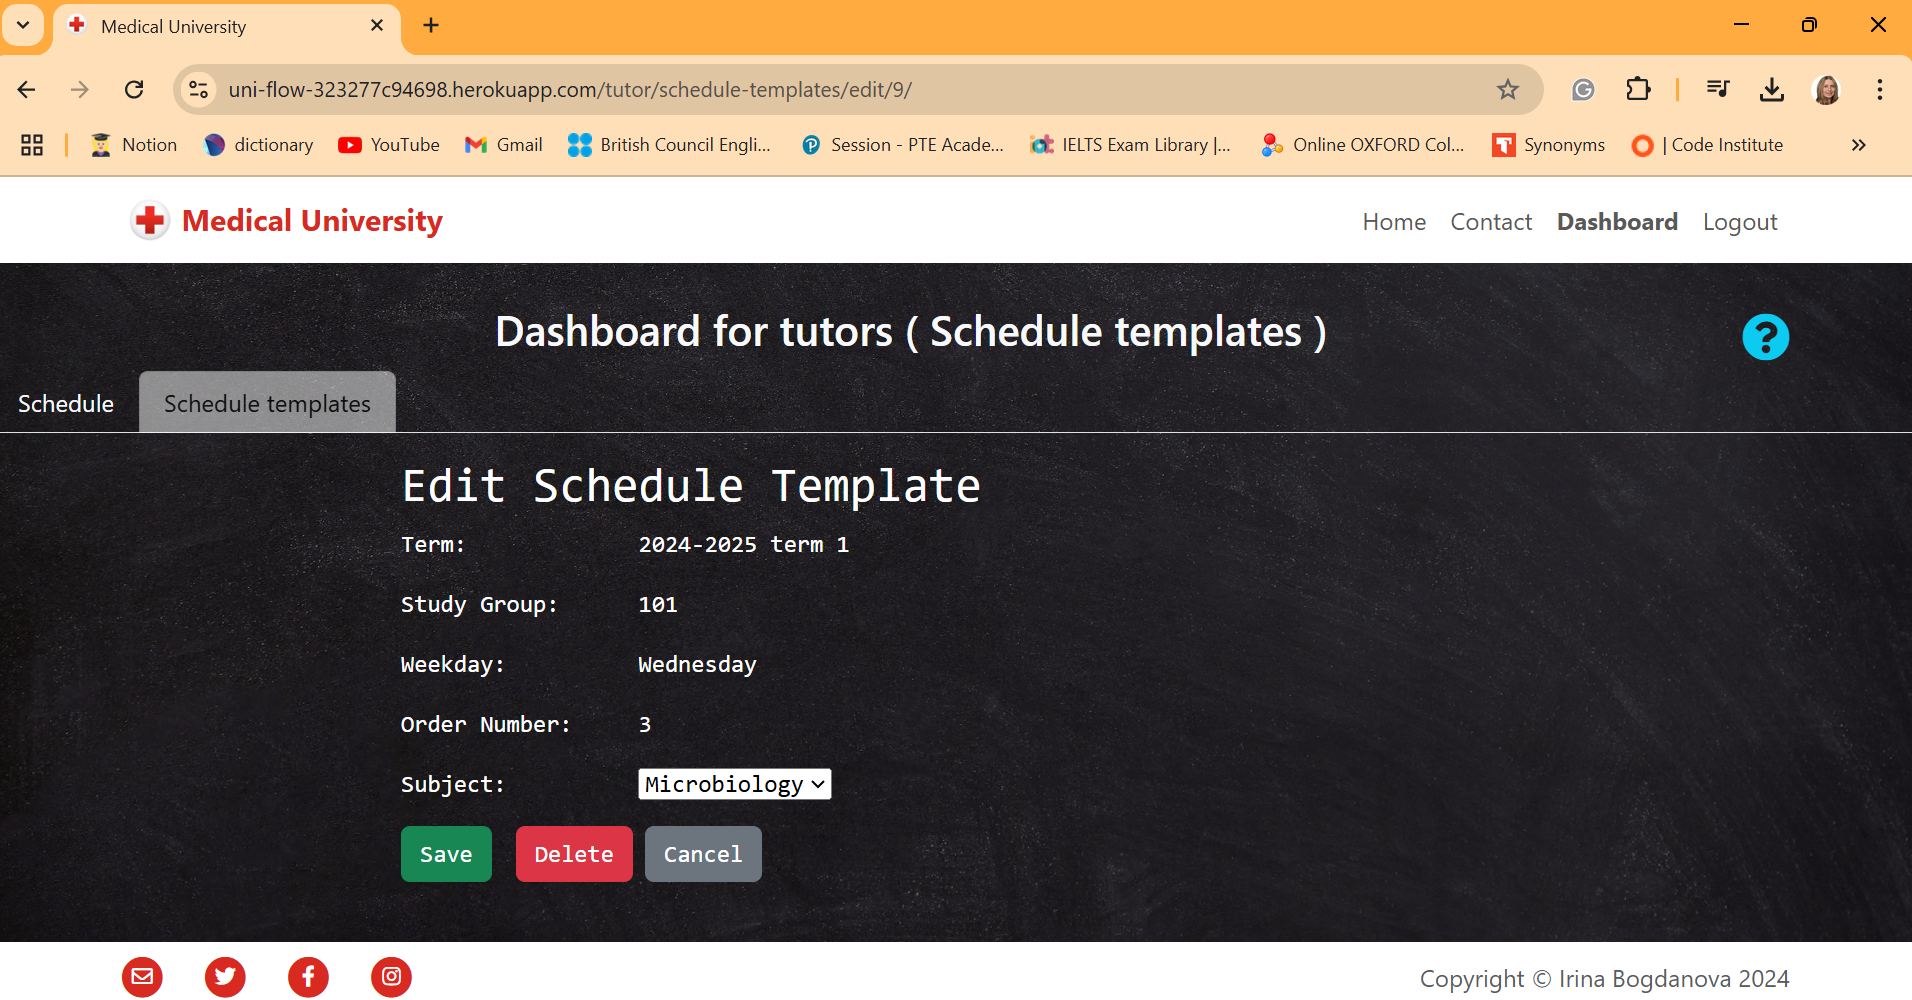 Medical University
uni-flow-323277c94698.herokuapp.com/tutor/schedule-templates/edit/9/
Notion dictionary YouTube Gmail British Council Engli... Session - PTE Acade... IELTS Exam Library |... Online OXFORD Col... Synonyms | Code Institute
Medical University Home Contact Dashboard Logout
Dashboard for tutors ( Schedule templates ) ?
Schedule Schedule templates
Edit Schedule Template
Term: 2024-2025 term 1
Study Group: 101
Weekday: Wednesday
Order Number: 3
Subject: Microbiology
Save Delete Cancel
Copyright © Irina Bogdanova 2024